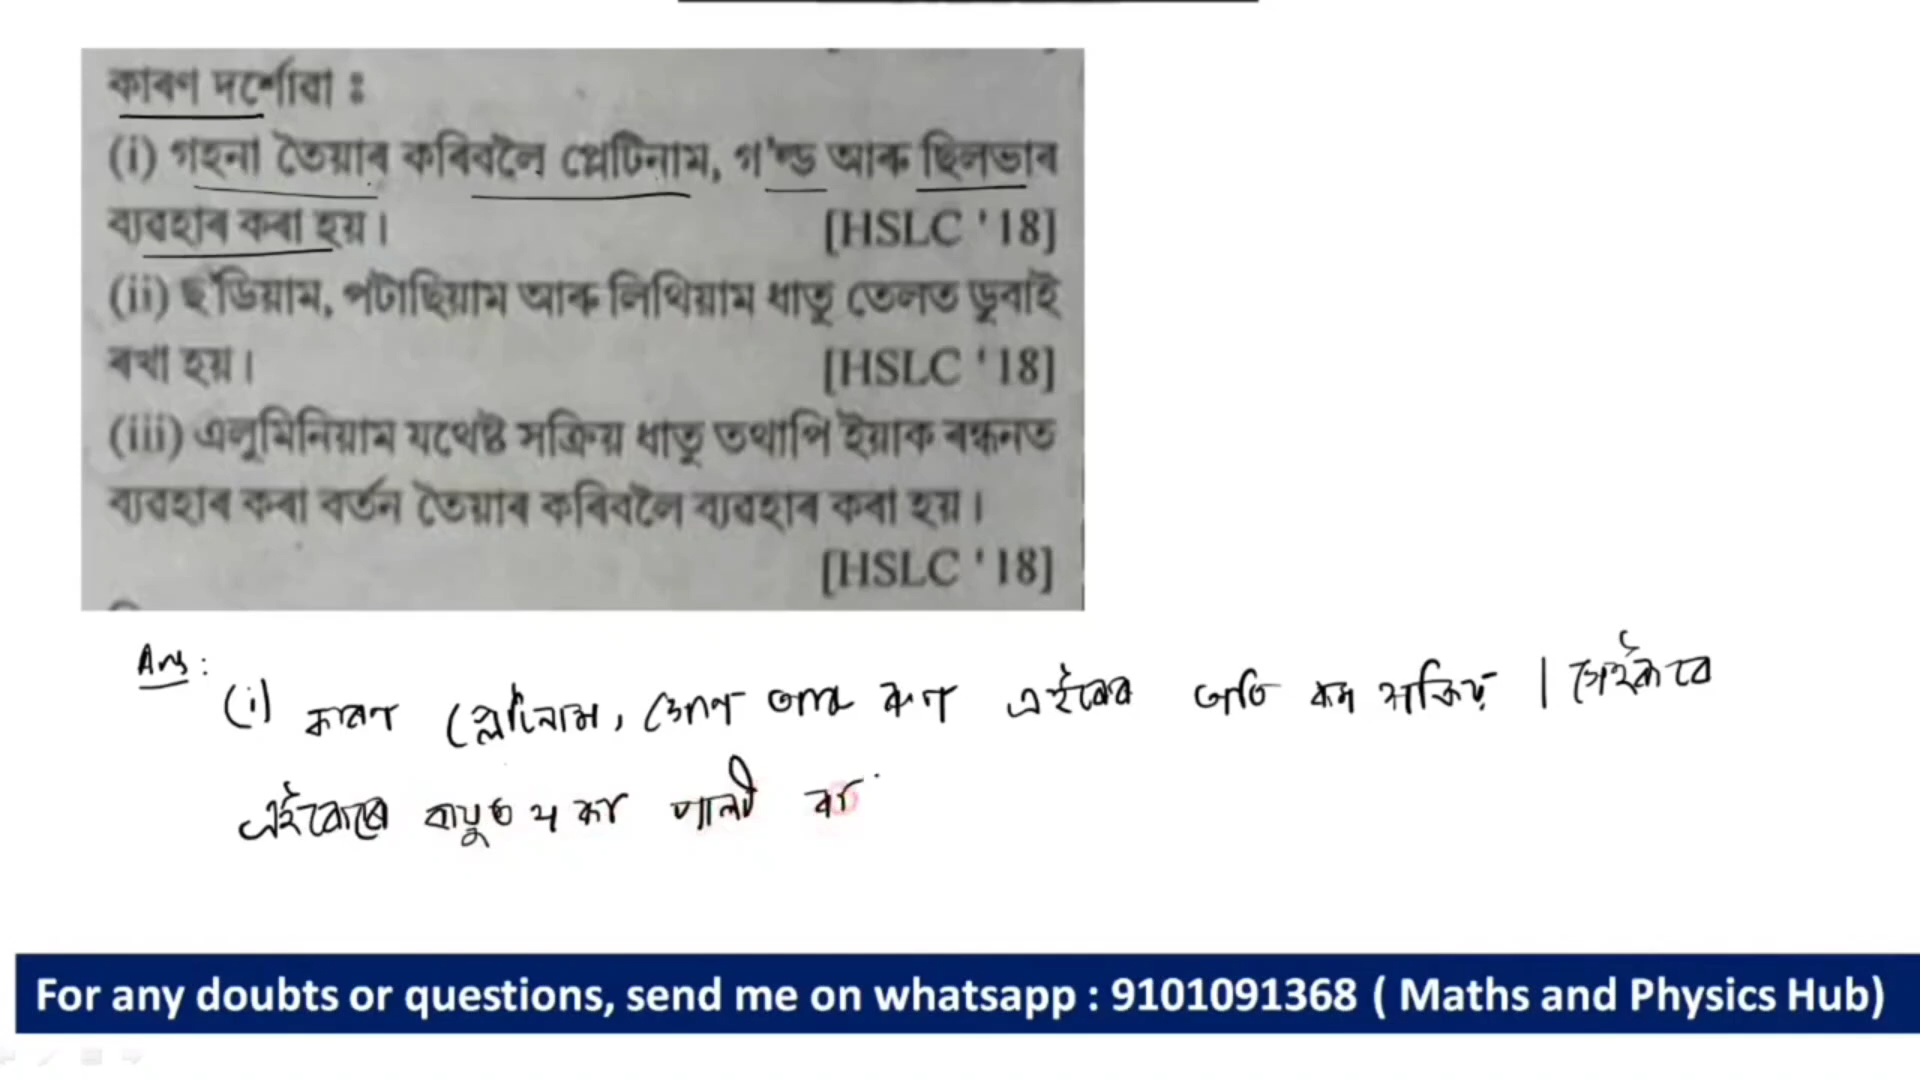 কাৰণ দৰ্শোৱা ঃ
(i) গহনা তৈয়াৰ কৰিবলৈ প্লেটিনাম, গ'ল্ড আৰু ছিলভাৰ
ব্যৱহাৰ কৰা হয়। [HSLC '18]
(ii) ছ'ডিয়াম, পটাছিয়াম আৰু লিথিয়াম ধাতু তেলত ডুবাই
ৰখা হয়। [HSLC '18]
(iii) এলুমিনিয়াম যথেষ্ট সক্ৰিয় ধাতু তথাপি ইয়াক ৰন্ধনত
ব্যৱহাৰ কৰা বৰ্তন তৈয়াৰ কৰিবলৈ ব্যৱহাৰ কৰা হয়।
[HSLC '18]
Ans :
(i) কাৰণ প্লেটিনাম, সোণ আৰু ৰূপ এইবোৰ অতি কম সক্ৰিয় | সেইকাৰণে
এইবোৰে বায়ুত থকা
For any doubts or questions, send me on whatsapp : 9101091368 ( Maths and Physics Hub)